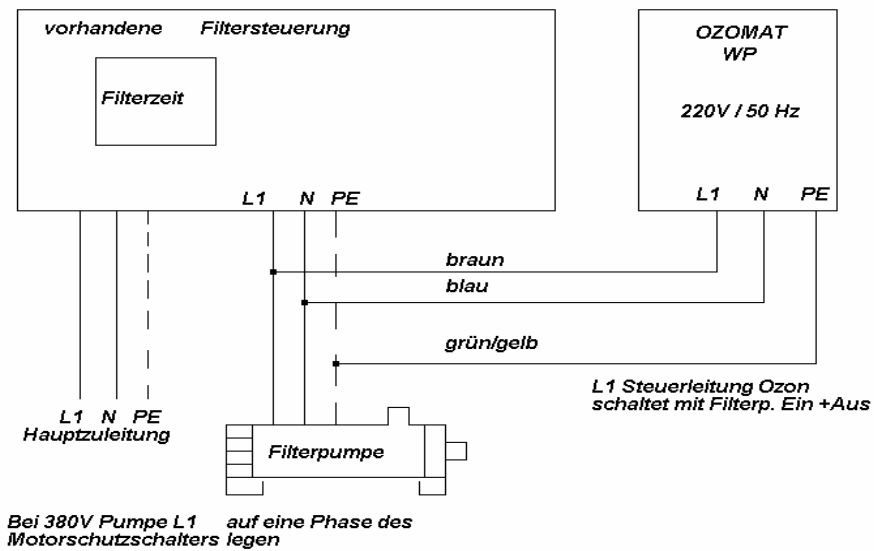 vorhandene Filtersteuerung
Filterzeit
L1 N PE
OZOMAT
WP
220V / 50 Hz
L1 N PE
braun
blau
grün/gelb
L1 Steuerleitung Ozon
schaltet mit Filterp. Ein +Aus
L1 N PE
Hauptzuleitung
Filterpumpe
Bei 380V Pumpe L1 auf eine Phase des
Motorschutzschalters legen